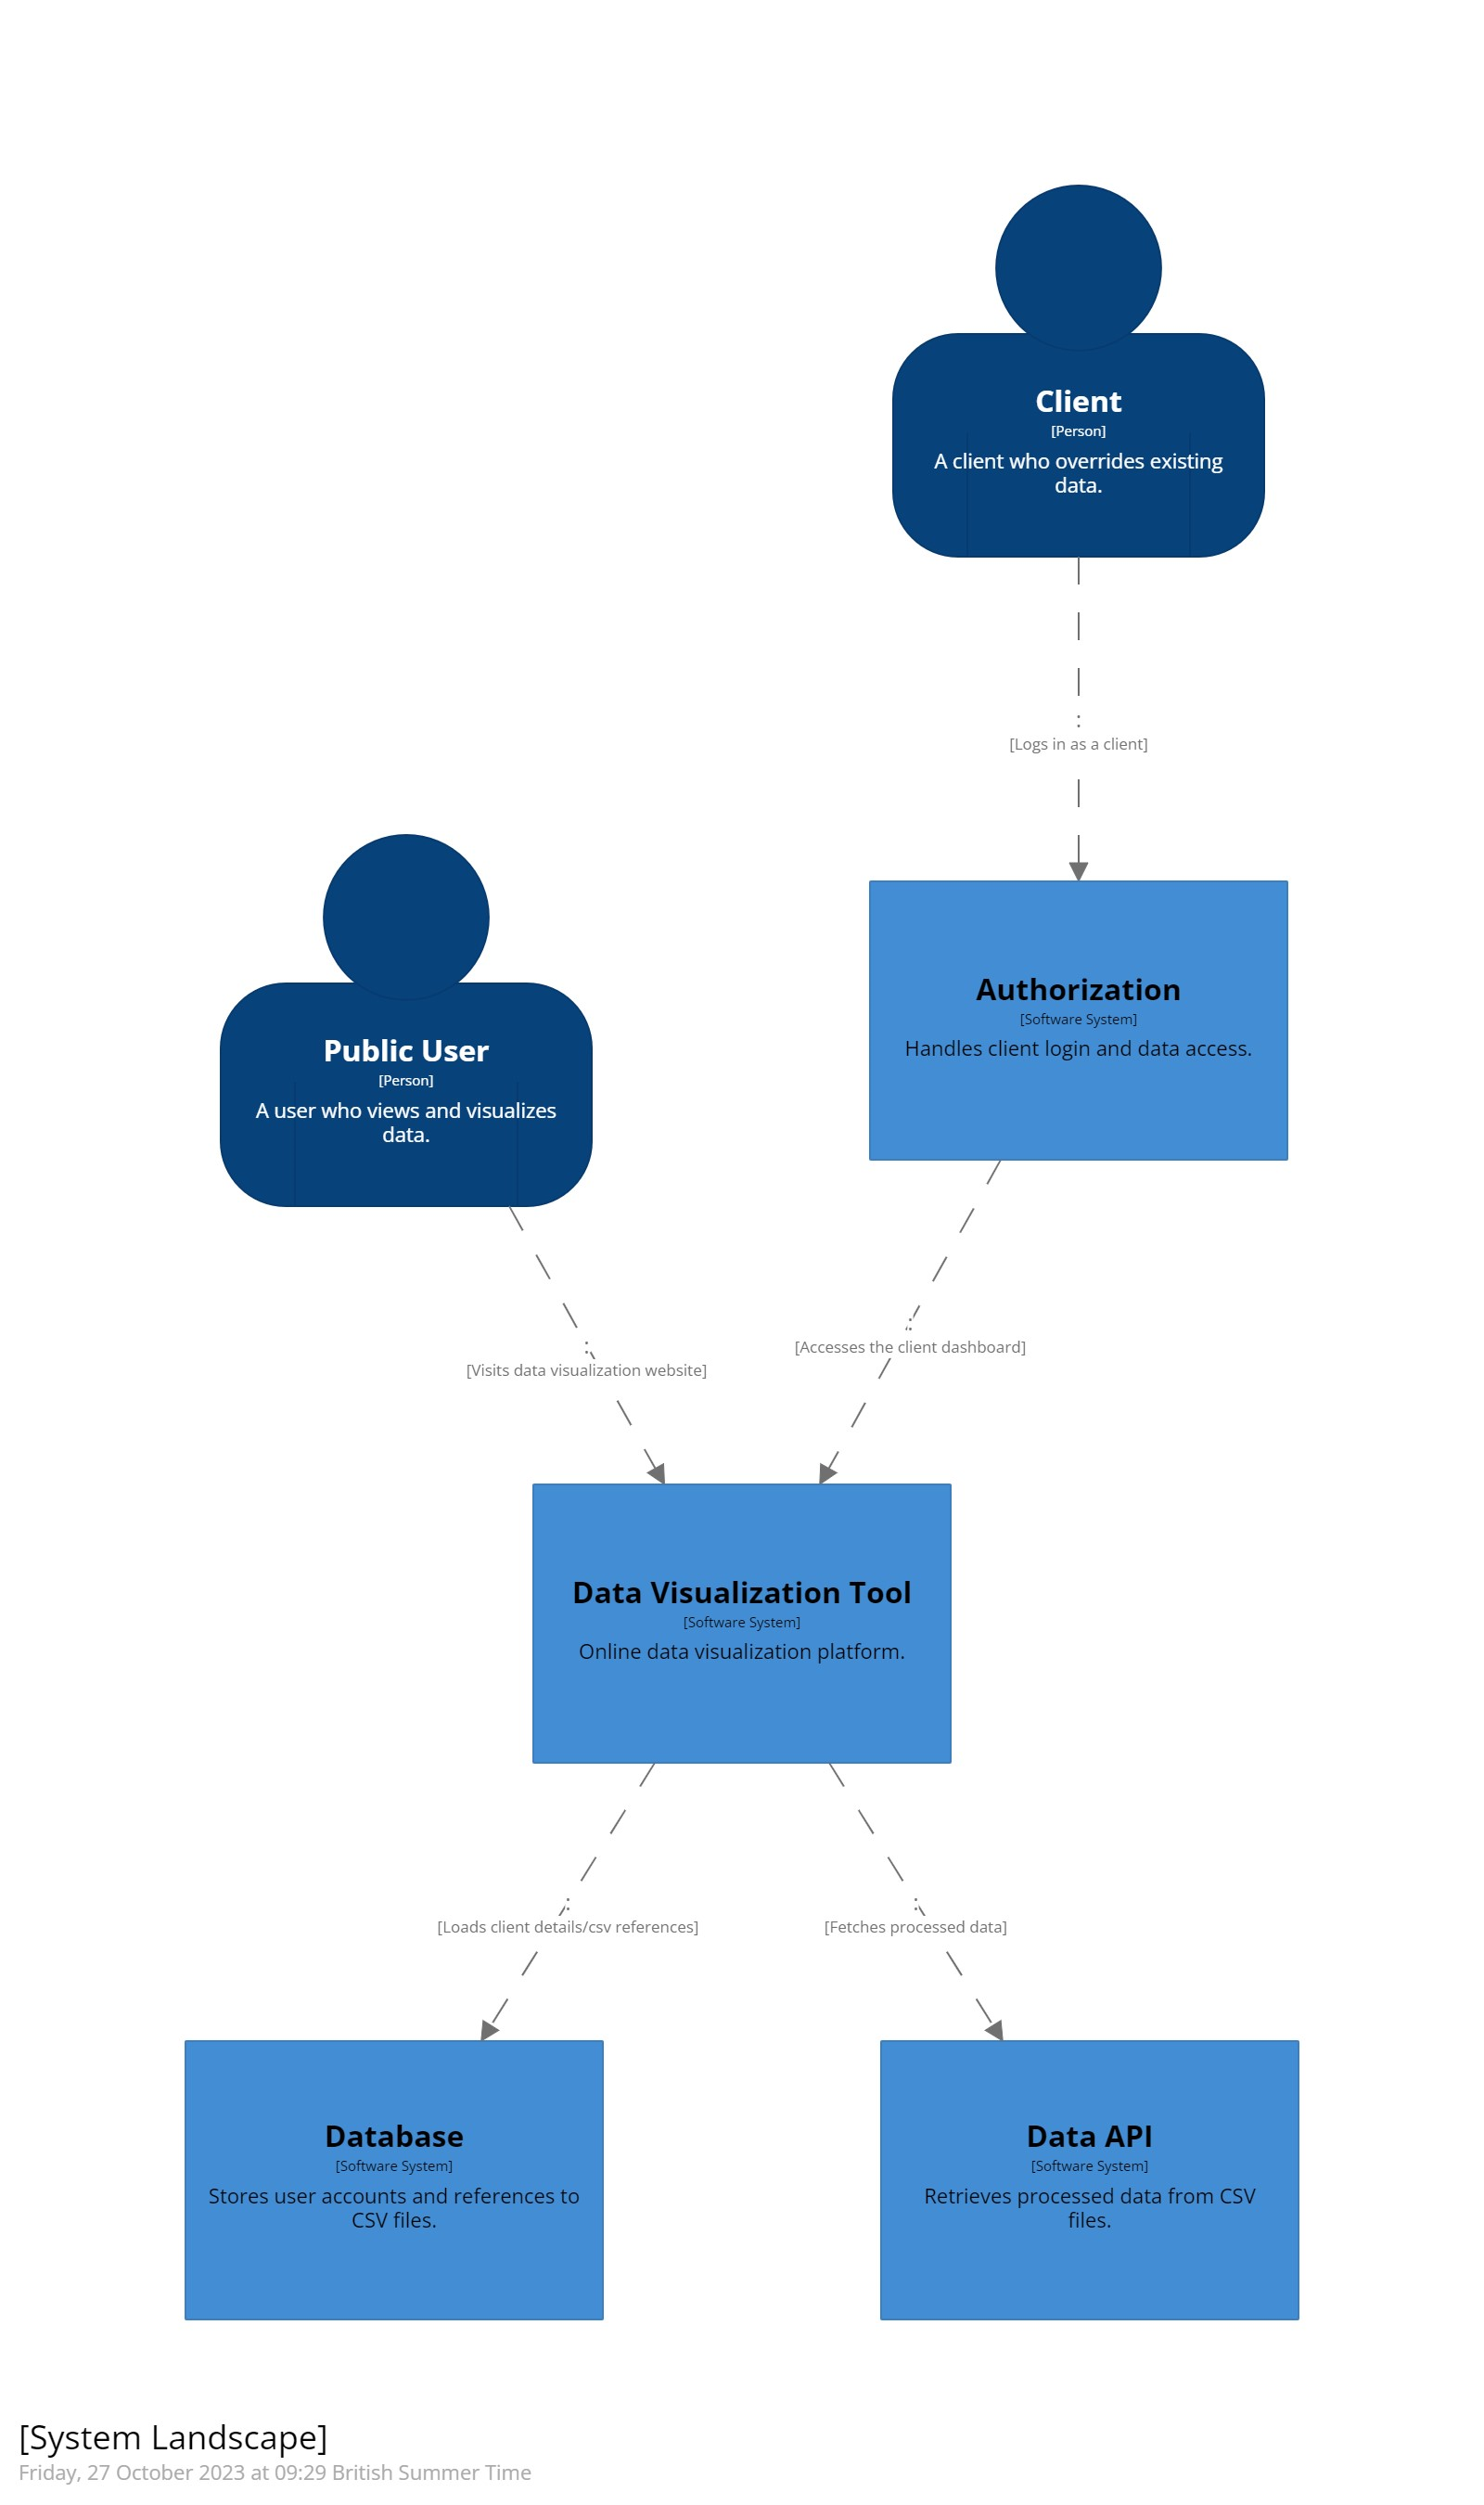 Client
[Person]
A client who overrides existing
data.
:
[Logs in as a client]
Authorization
[Software System]
Handles client login and data access.
Public User
[Person]
A user who views and visualizes
data.
:
[Visits data visualization website]
:
[Accesses the client dashboard]
Data Visualization Tool
[Software System]
Online data visualization platform.
:
[Loads client details/csv references]
:
[Fetches processed data]
Database
[Software System]
Stores user accounts and references to
CSV files.
Data API
[Software System]
Retrieves processed data from CSV
files.
[System Landscape]
Friday, 27 October 2023 at 09:29 British Summer Time